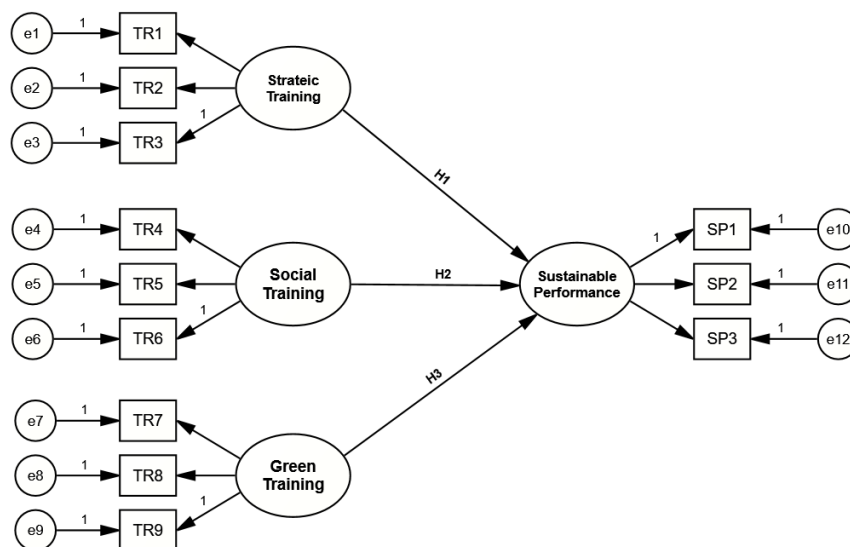 e1 1 TR1
e2 1 TR2
e3 1 TR3
1
Strateic
Training
H1
e4 1 TR4
e5 1 TR5
e6 1 TR6
1
Social
Training
H2
Sustainable
Performance
1 SP1 1 e10
SP2 1 e11
SP3 1 e12
H3
e7 1 TR7
e8 1 TR8
e9 1 TR9
1
Green
Training